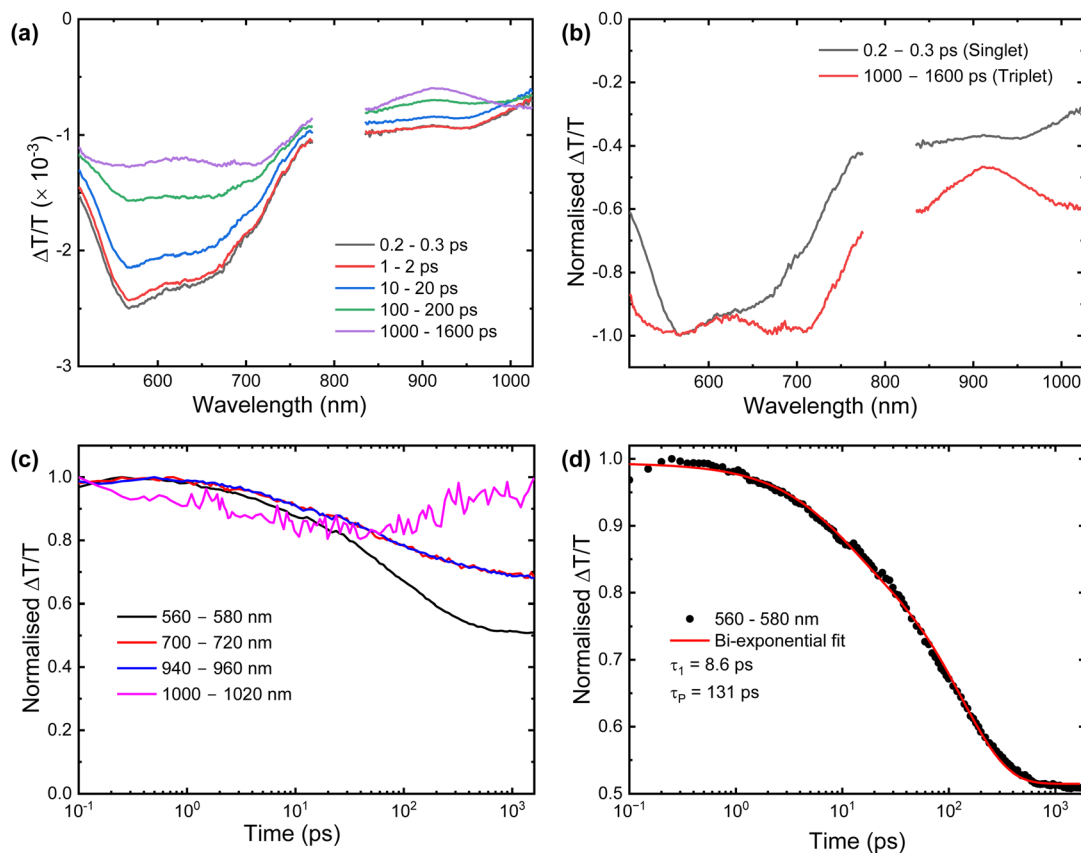 (a)
0
-1
-2
-3
ΔT/T (× 10⁻³)
0.2 - 0.3 ps
1 - 2 ps
10 - 20 ps
100 - 200 ps
1000 - 1600 ps
600
700
800
900
1000
Wavelength (nm)
(b)
0.0
-0.2
-0.4
-0.6
-0.8
-1.0
Normalised ΔT/T
0.2 – 0.3 ps (Singlet)
1000 – 1600 ps (Triplet)
600
700
800
900
1000
Wavelength (nm)
(c)
1.0
0.8
0.6
0.4
0.2
0.0
Normalised ΔT/T
560 – 580 nm
700 – 720 nm
940 – 960 nm
1000 – 1020 nm
10⁻¹
10⁰
10¹
10²
10³
Time (ps)
(d)
1.0
0.9
0.8
0.7
0.6
0.5
Normalised ΔT/T
560 - 580 nm
Bi-exponential fit
τ₁ = 8.6 ps
τP = 131 ps
10⁻¹
10⁰
10¹
10²
10³
Time (ps)